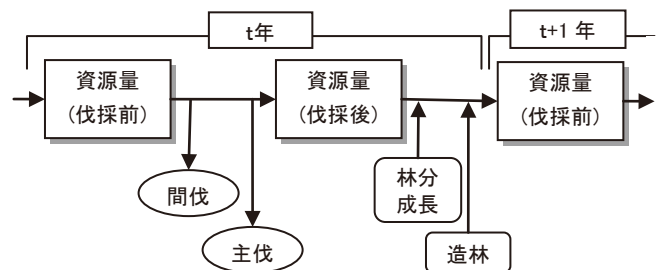 t年
t+1 年
資源量
(伐採前)
資源量
(伐採後)
資源量
(伐採前)
間伐
主伐
林分
成長
造林